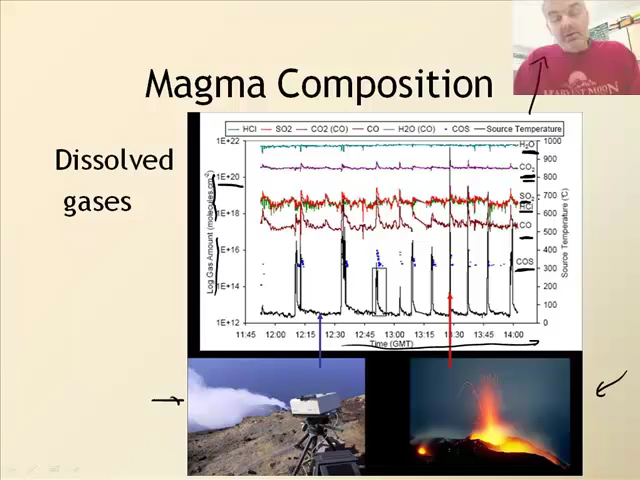 Magma Composition
HARVEST MOON
Dissolved
gases
HCl SO2 CO2 (CO) CO H2O (CO) COS Source Temperature
1E+22
1E+20
1E+18
1E+16
1E+14
1E+12
Log Gas Amount (molecules.cm-2)
H2O
CO2
SO2
HCl
CO
COS
1000
900
800
700
600
500
400
300
200
100
0
Source Temperature (°C)
11:45 12:00 12:15 12:30 12:45 13:00 13:15 13:30 13:45 14:00
Time (GMT)